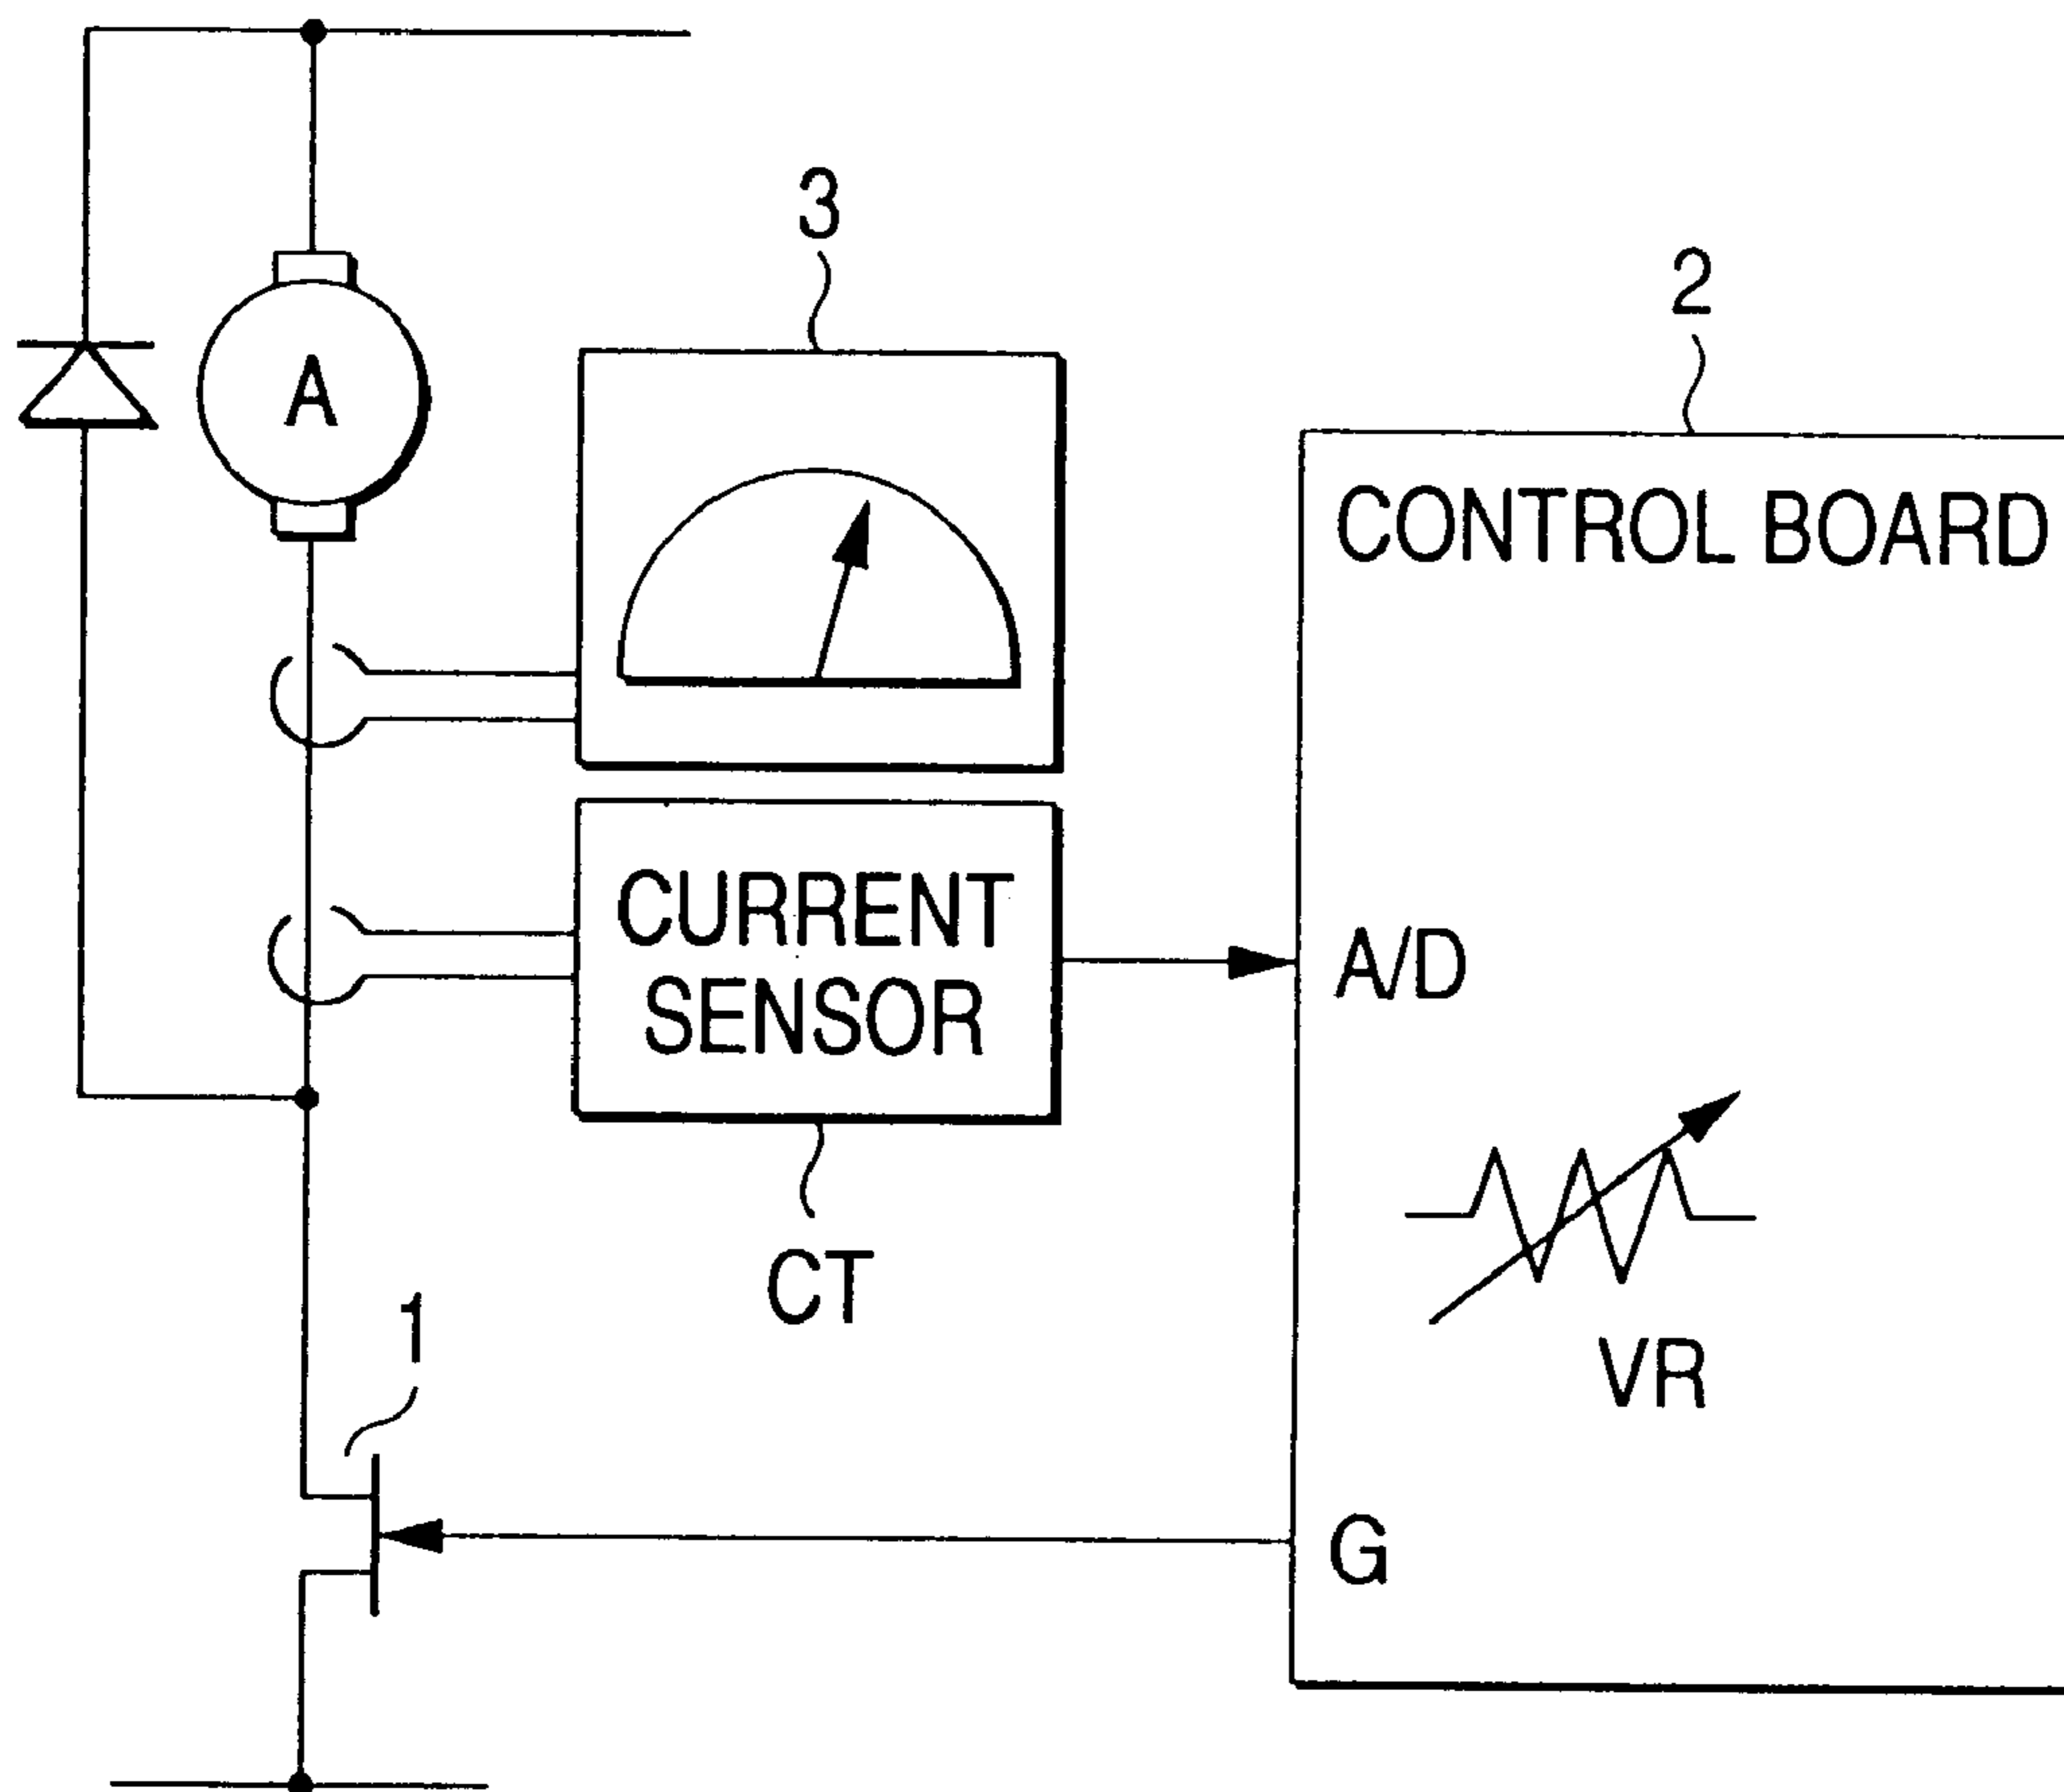 3
2
A
CONTROL BOARD
CURRENT
SENSOR
A/D
CT
VR
1
G